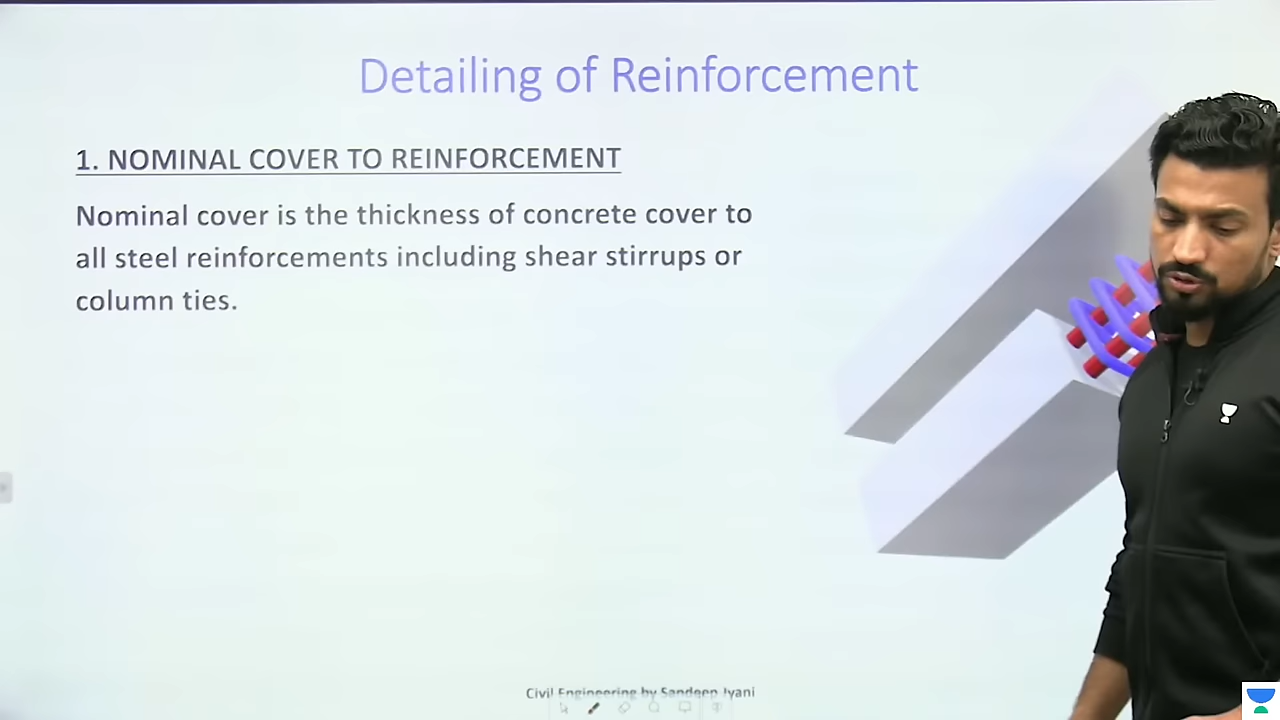 Detailing of Reinforcement
1. NOMINAL COVER TO REINFORCEMENT
Nominal cover is the thickness of concrete cover to
all steel reinforcements including shear stirrups or
column ties.
Civil Engineering by Sandeep Jyani